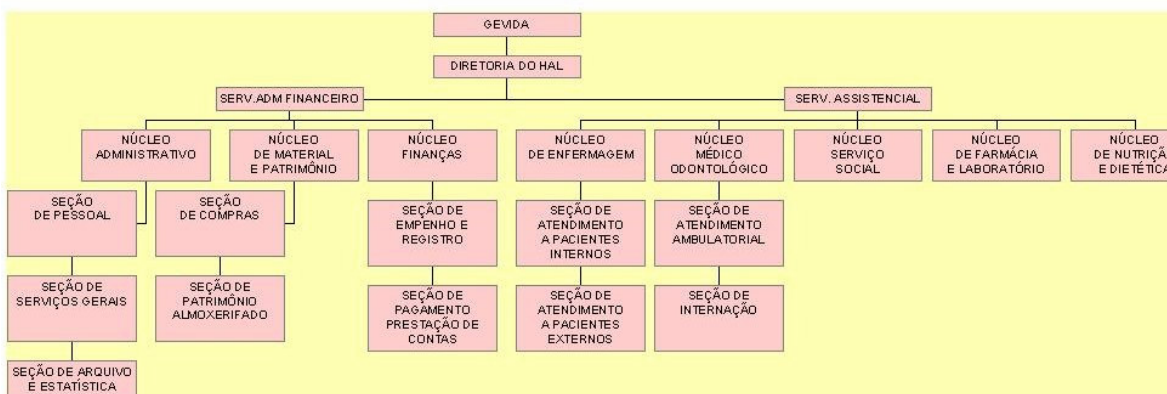 GEVIDA
DIRETORIA DO HAL
SERV.ADM FINANCEIRO
SERV. ASSISTENCIAL
NÚCLEO
ADMINISTRATIVO
NÚCLEO
DE MATERIAL
E PATRIMÔNIO
NÚCLEO
FINANÇAS
NÚCLEO
DE ENFERMAGEM
NÚCLEO
MÉDICO
ODONTOLÓGICO
NÚCLEO
SERVIÇO
SOCIAL
NÚCLEO
DE FARMÁCIA
E LABORATÓRIO
NÚCLEO
DE NUTRIÇÃ
E DIETÉTICA
SEÇÃO
DE PESSOAL
SEÇÃO
DE COMPRAS
SEÇÃO DE
EMPENHO E
REGISTRO
SEÇÃO DE
ATENDIMENTO
A PACIENTES
INTERNOS
SEÇÃO DE
ATENDIMENTO
AMBULATORIAL
SEÇÃO DE
SERVIÇOS GERAIS
SEÇÃO DE
PATRIMÔNIO
ALMOXERIFADO
SEÇÃO DE
PAGAMENTO
PRESTAÇÃO DE
CONTAS
SEÇÃO DE
ATENDIMENTO
A PACIENTES
EXTERNOS
SEÇÃO DE
INTERNAÇÃO
SEÇÃO DE ARQUIVO
E ESTATÍSTICA